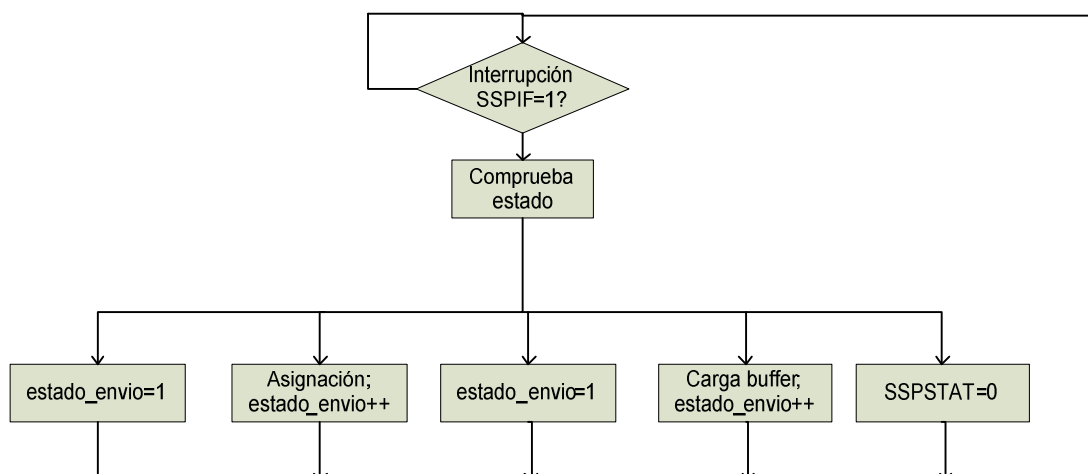 Interrupción
SSPIF=1?
Comprueba
estado
estado_envio=1
Asignación;
estado_envio++
estado_envio=1
Carga buffer;
estado_envio++
SSPSTAT=0